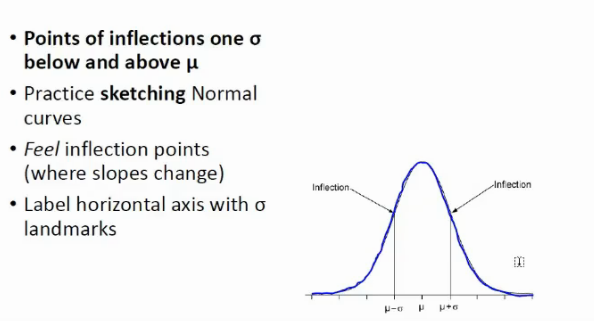 • Points of inflections one σ
below and above μ
• Practice sketching Normal
curves
• Feel inflection points
(where slopes change)
• Label horizontal axis with σ
landmarks
Inflection
Inflection
μ−σ μ μ+σ